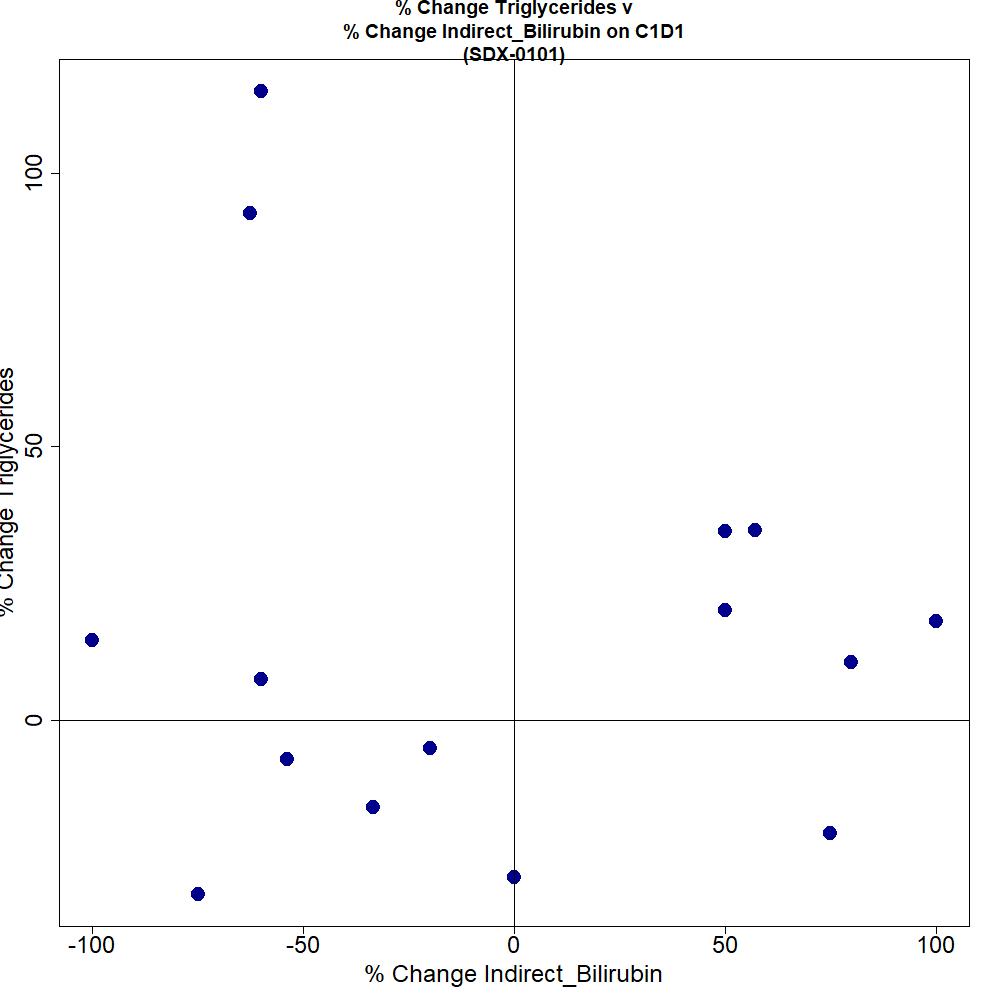 % Change Triglycerides v
% Change Indirect_Bilirubin on C1D1
(SDX-0101)
% Change Triglycerides
100
50
0
-100
-50
0
50
100
% Change Indirect_Bilirubin